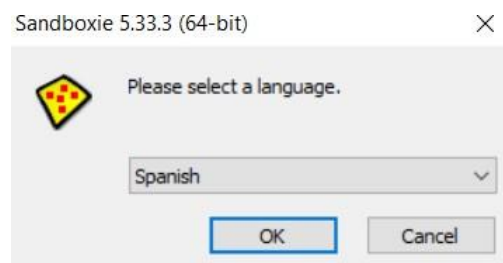 Sandboxie 5.33.3 (64-bit)
Please select a language.
Spanish
OK Cancel